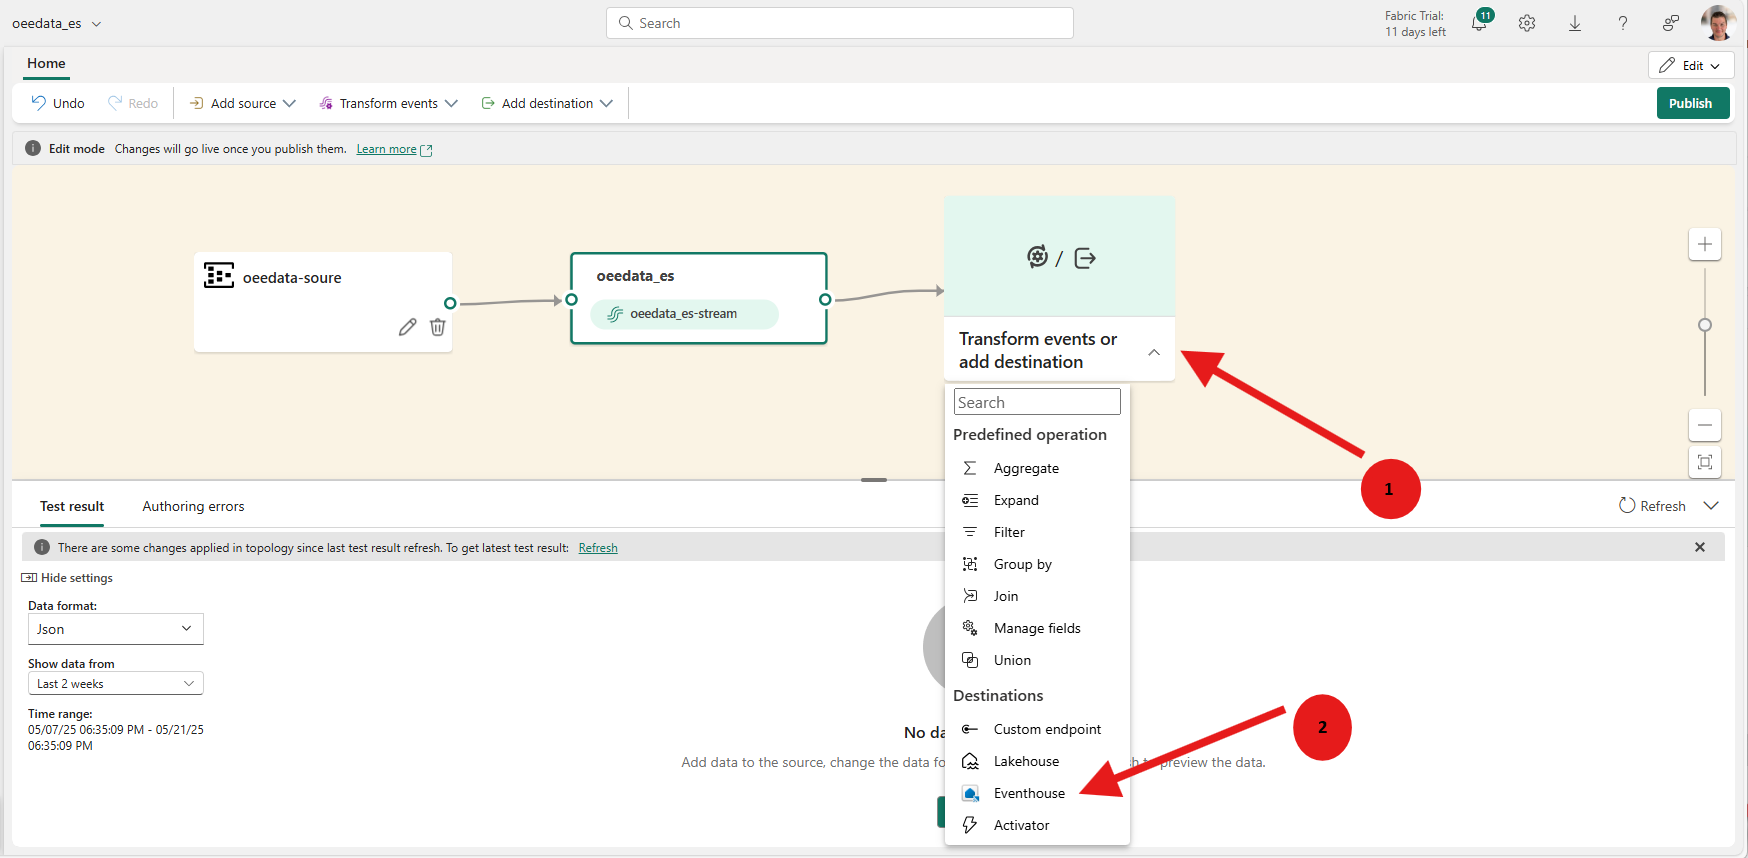 oeedata_es
Search
Fabric Trial:
11 days left
11
Home
Edit
Undo
Redo
Add source
Transform events
Add destination
Publish
Edit mode Changes will go live once you publish them. Learn more
oeedata-soure
oeedata_es
oeedata_es-stream
Transform events or
add destination
Search
Predefined operation
Aggregate
Expand
Filter
Group by
Join
Manage fields
Union
Destinations
Custom endpoint
Lakehouse
Eventhouse
Activator
1
2
Test result
Authoring errors
Refresh
There are some changes applied in topology since last test result refresh. To get latest test result: Refresh
Hide settings
Data format:
Json
Show data from
Last 2 weeks
Time range:
05/07/25 06:35:09 PM - 05/21/25
06:35:09 PM
No da
Add data to the source, change the data fo
preview the data.